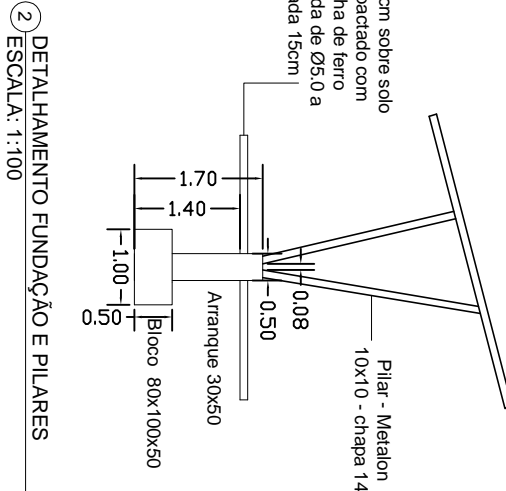 cm sobre solo
pactado com
ha de ferro
da de Ø5.0 a
ada 15cm
1.70
1.40
1.00
0.50
0.08
0.50
Pilar - Metalon
10x10 - chapa 14
Arranque 30x50
Bloco 80x100x50
2
DETALHAMENTO FUNDAÇÃO E PILARES
ESCALA: 1:100